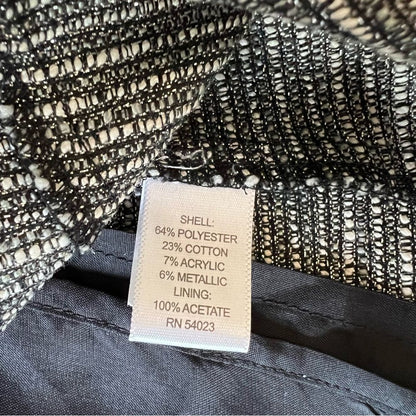 SHELL:
64% POLYESTER
23% COTTON
7% ACRYLIC
6% METALLIC
LINING:
100% ACETATE
RN 54023